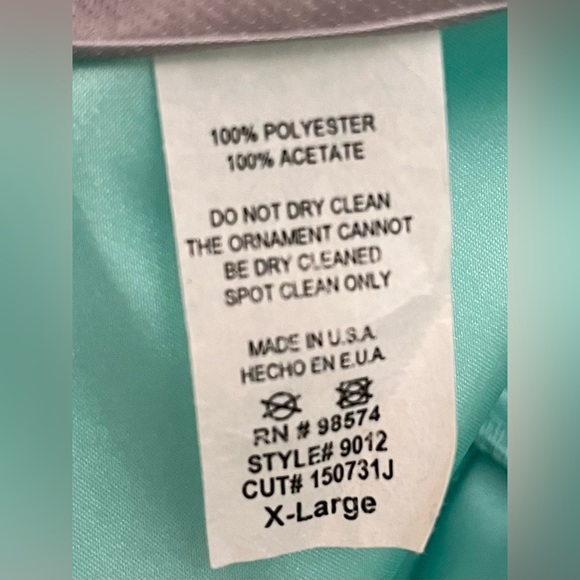 100% POLYESTER
100% ACETATE
DO NOT DRY CLEAN
THE ORNAMENT CANNOT
BE DRY CLEANED
SPOT CLEAN ONLY
MADE IN U.S.A.
HECHO EN E.U.A.
RN # 98574
STYLE# 9012
CUT# 150731J
X-Large